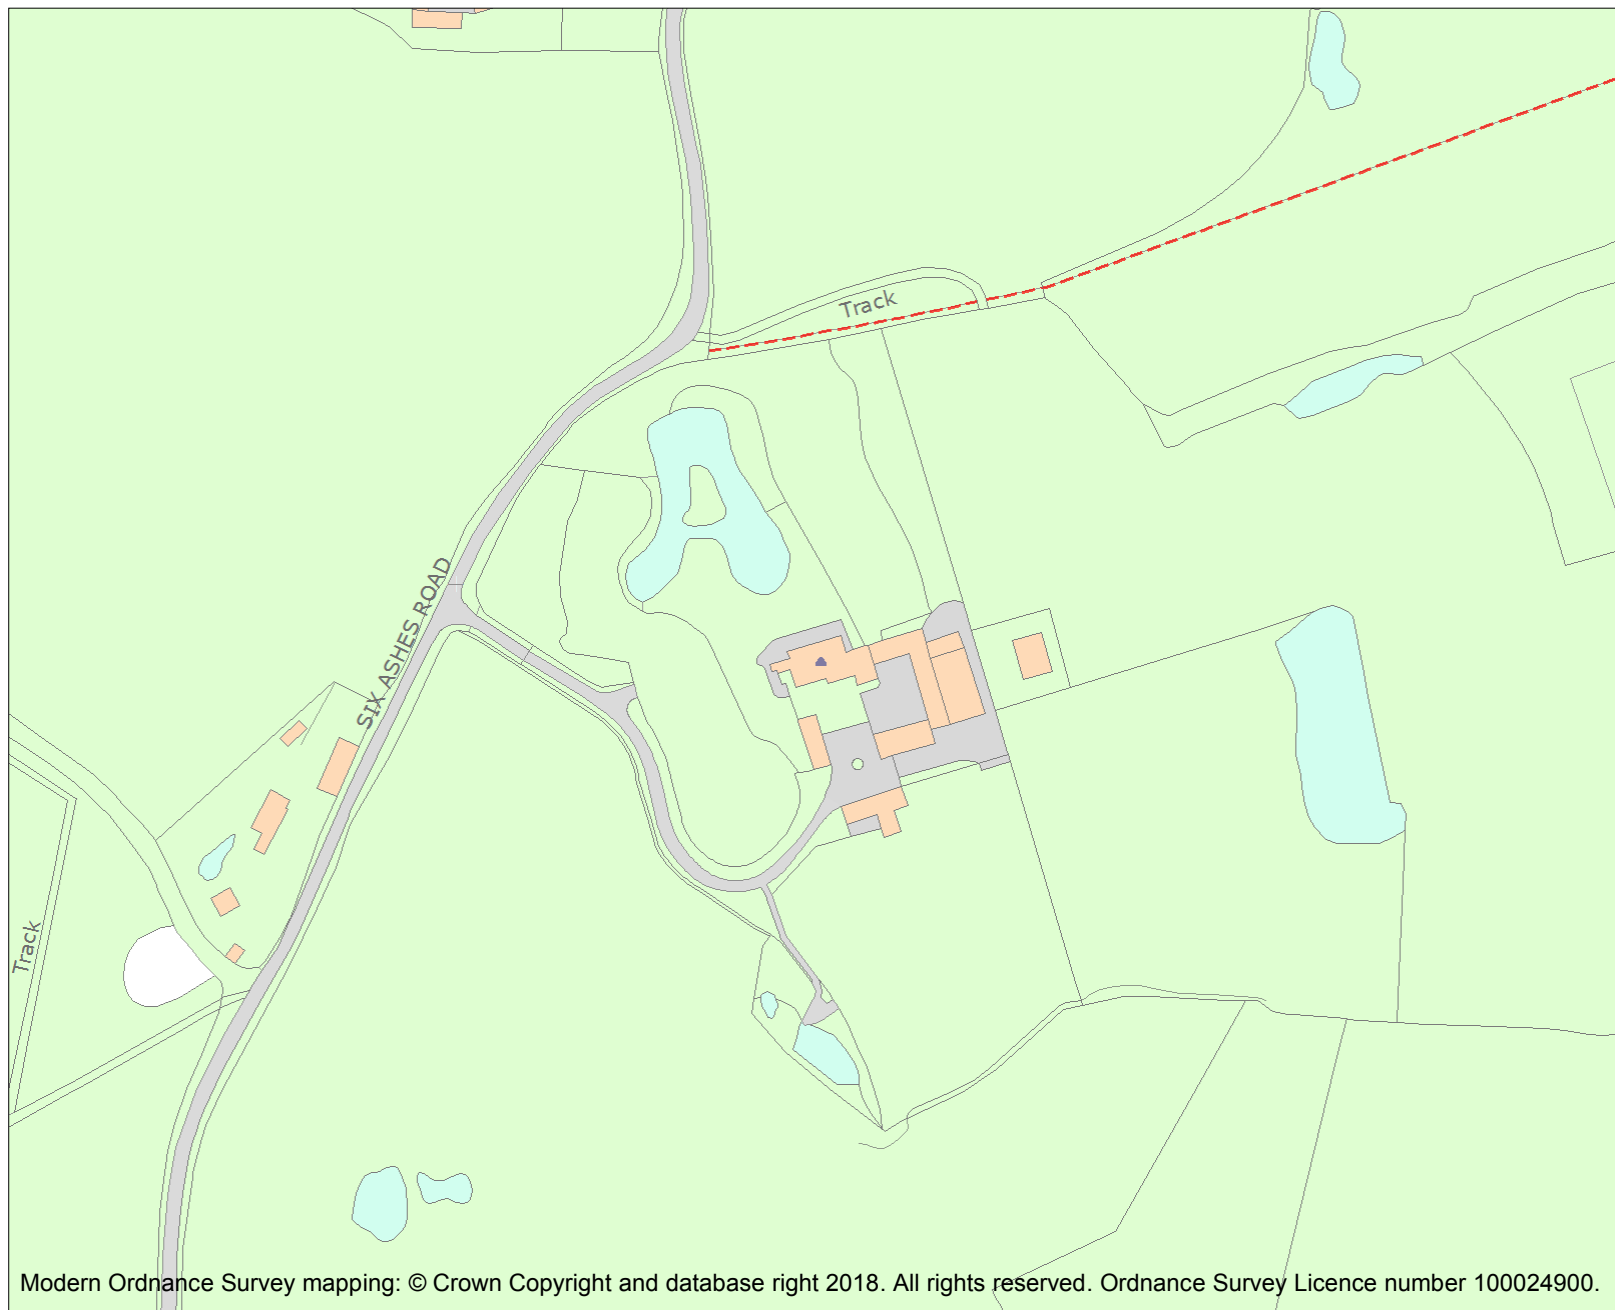 Track
SIX ASHES ROAD
Track
Modern Ordnance Survey mapping: © Crown Copyright and database right 2018. All rights reserved. Ordnance Survey Licence number 100024900.